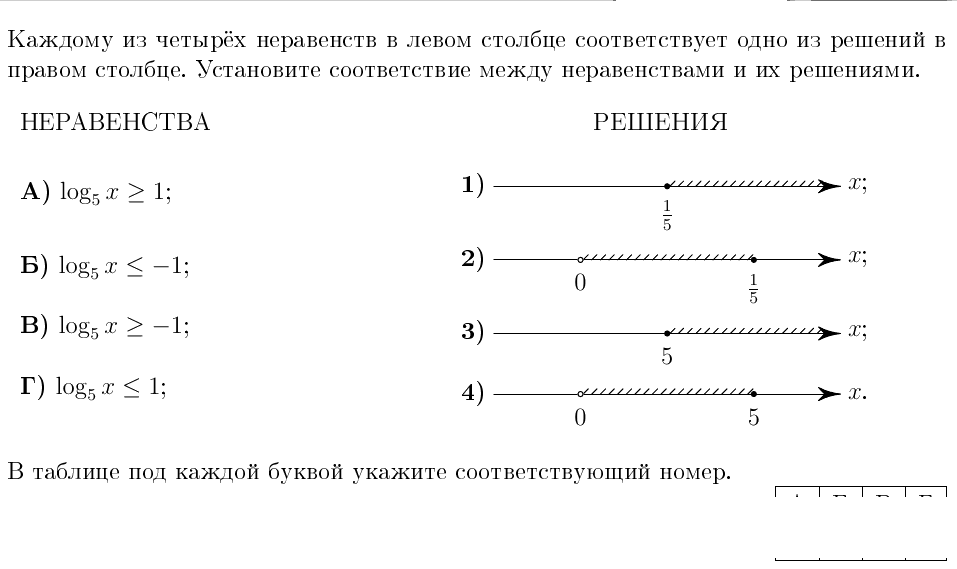 Каждому из четырёх неравенств в левом столбце соответствует одно из решений в
правом столбце. Установите соответствие между неравенствами и их решениями.
НЕРАВЕНСТВА
РЕШЕНИЯ
А) log₅ x ≥ 1;
Б) log₅ x ≤ −1;
В) log₅ x ≥ −1;
Г) log₅ x ≤ 1;
1) x;
1/5
2) x;
0 1/5
3) x;
5
4) x.
0 5
В таблице под каждой буквой укажите соответствующий номер.